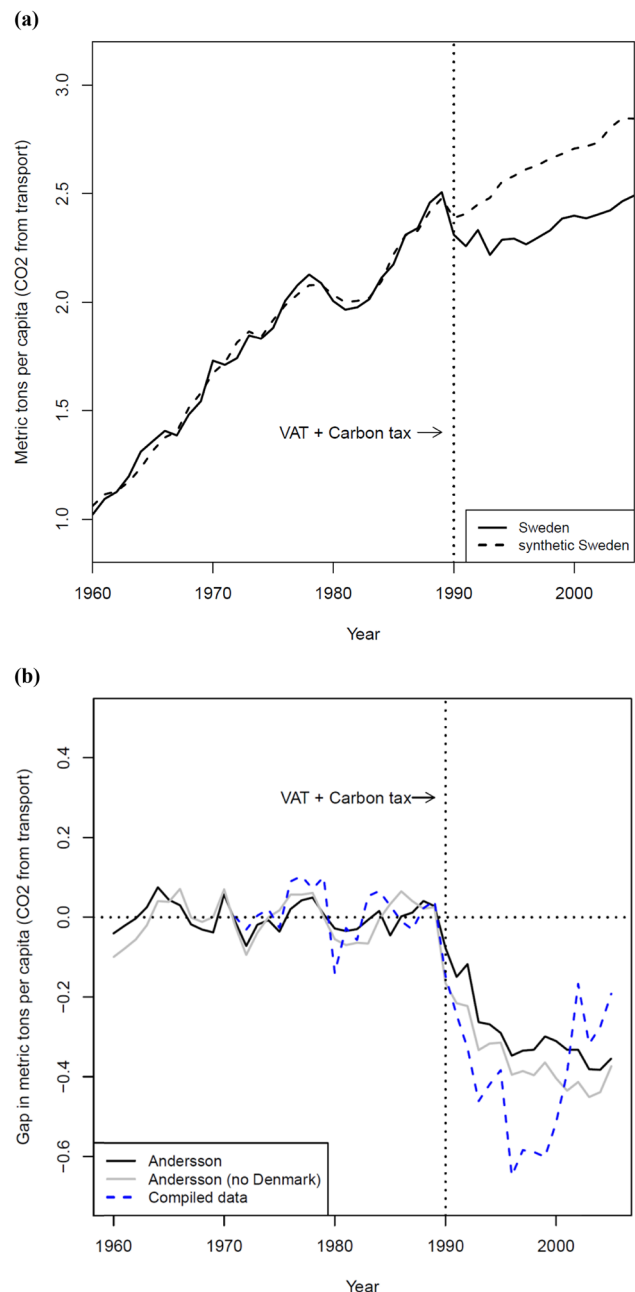 (a)
Metric tons per capita (CO2 from transport)
3.0
2.5
2.0
1.5
1.0
VAT + Carbon tax →
Sweden
synthetic Sweden
1960 1970 1980 1990 2000
Year
(b)
Gap in metric tons per capita (CO2 from transport)
0.4
0.2
0.0
−0.2
−0.4
−0.6
VAT + Carbon tax→
Andersson
Andersson (no Denmark)
Compiled data
1960 1970 1980 1990 2000
Year